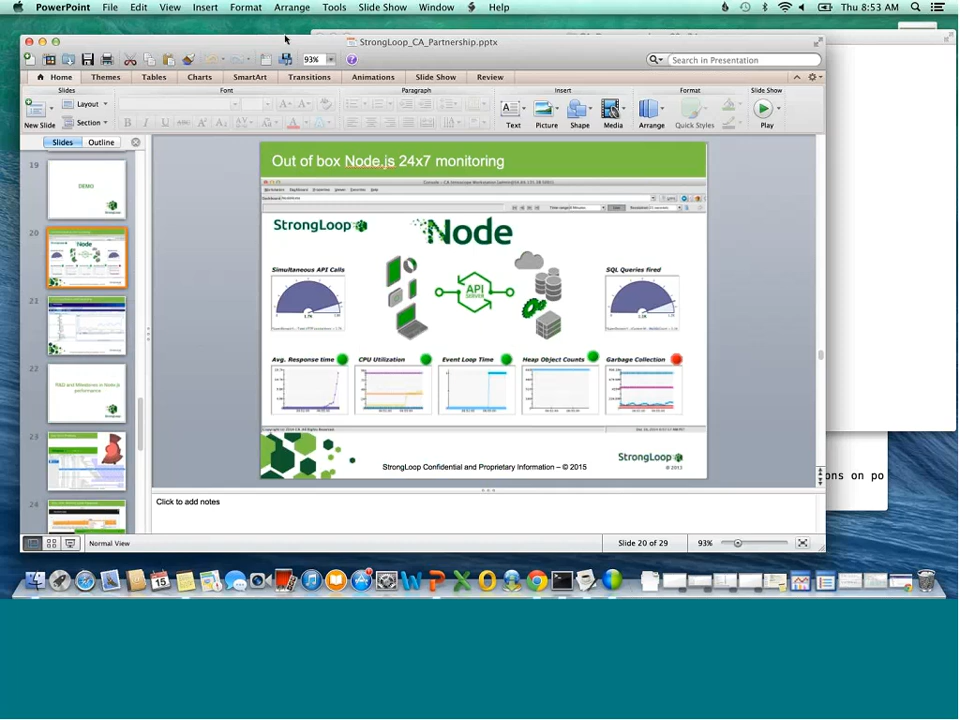 PowerPoint File Edit View Insert Format Arrange Tools Slide Show Window Help Thu 8:53 AM
StrongLoop_CA_Partnership.pptx
93% Search in Presentation
Home Themes Tables Charts SmartArt Transitions Animations Slide Show Review
Slides Font Paragraph Insert Format Slide Show
Layout
Section
New Slide Text Picture Shape Media Arrange Quick Styles Play
Slides Outline
19
DEMO
20
21
22
R&D and Milestones in Node.js
performance
23
24
Out of box Node.js 24x7 monitoring
StrongLoop Node
Simultaneous API Calls SQL Queries fired
API
SERVER
Avg. Response time CPU Utilization Event Loop Time Heap Object Counts Garbage Collection
StrongLoop Confidential and Proprietary Information – © 2015
StrongLoop
© 2015
ons on po
Click to add notes
Normal View Slide 20 of 29 93%
15